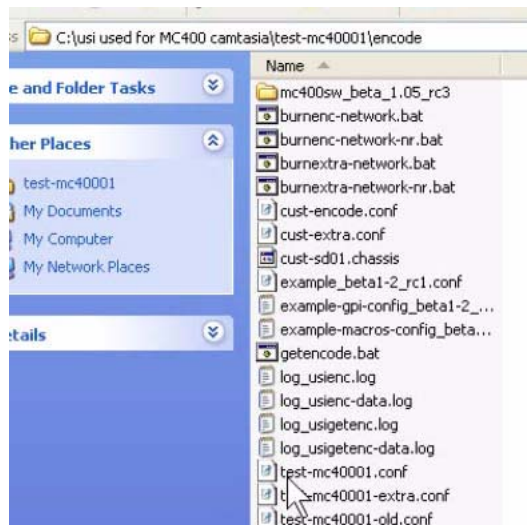 ss C:\usi used for MC400 camtasia\test-mc40001\encode
Name
e and Folder Tasks
mc400sw_beta_1.05_rc3
burnenc-network.bat
burnenc-network-nr.bat
her Places
burnextra-network.bat
burnextra-network-nr.bat
test-mc40001
cust-encode.conf
My Documents
cust-extra.conf
My Computer
cust-sd01.chassis
My Network Places
example_beta1-2_rc1.conf
example-gpi-config_beta1-2_...
etails
example-macros-config_beta...
getencode.bat
log_usienc.log
log_usienc-data.log
log_usigetenc.log
log_usigetenc-data.log
test-mc40001.conf
-mc40001-extra.conf
test-mc40001-old.conf